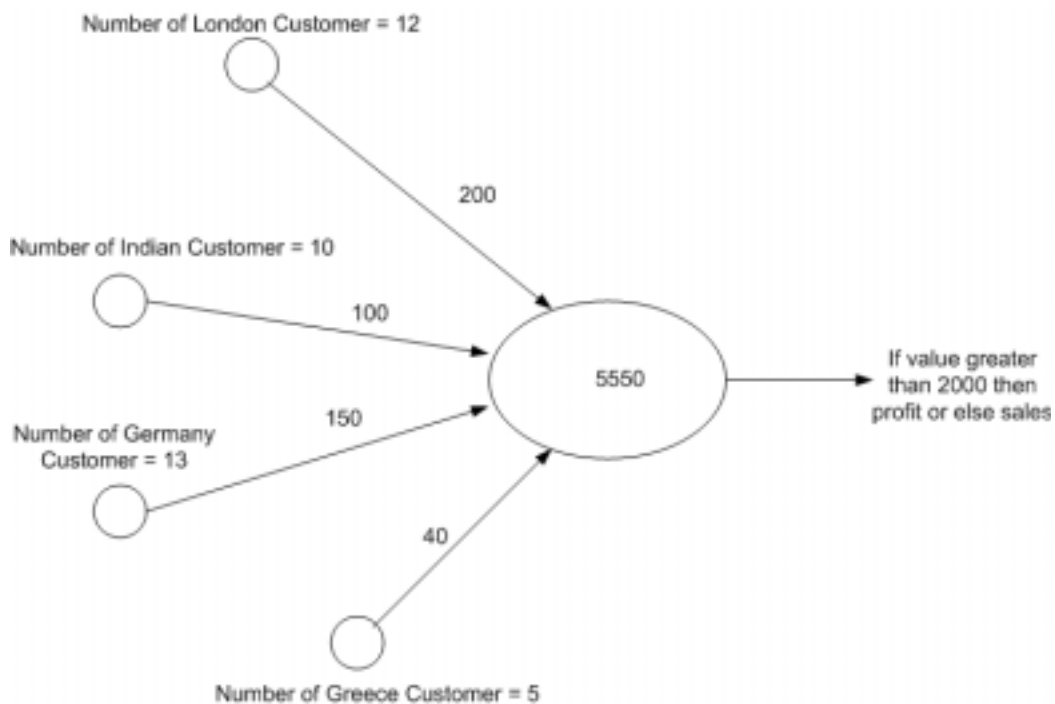 Number of London Customer = 12
200
Number of Indian Customer = 10
100
5550
If value greater
than 2000 then
profit or else sales
150
Number of Germany
Customer = 13
40
Number of Greece Customer = 5